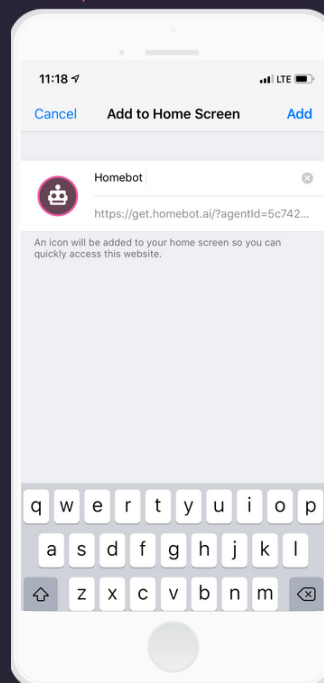 11:18 LTE
Cancel Add to Home Screen Add
Homebot
https://get.homebot.ai/?agentId=5c742...
An icon will be added to your home screen so you can
quickly access this website.
q w e r t y u i o p
a s d f g h j k l
z x c v b n m